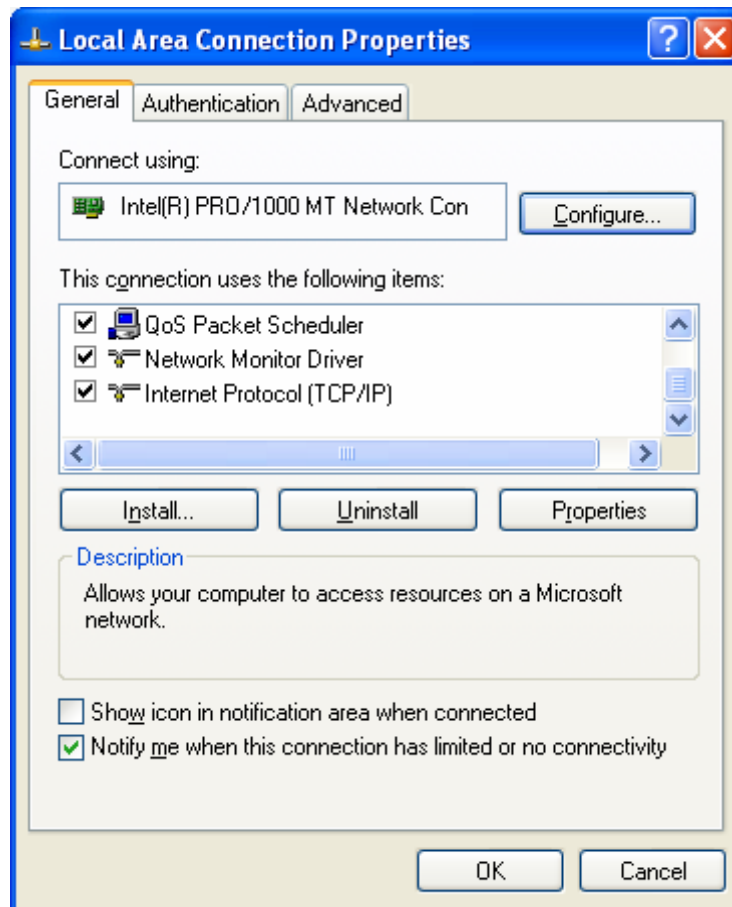 Local Area Connection Properties
General
Authentication
Advanced
Connect using:
Intel(R) PRO/1000 MT Network Con
Configure...
This connection uses the following items:
QoS Packet Scheduler
Network Monitor Driver
Internet Protocol (TCP/IP)
Install...
Uninstall
Properties
Description
Allows your computer to access resources on a Microsoft
network.
Show icon in notification area when connected
Notify me when this connection has limited or no connectivity
OK
Cancel